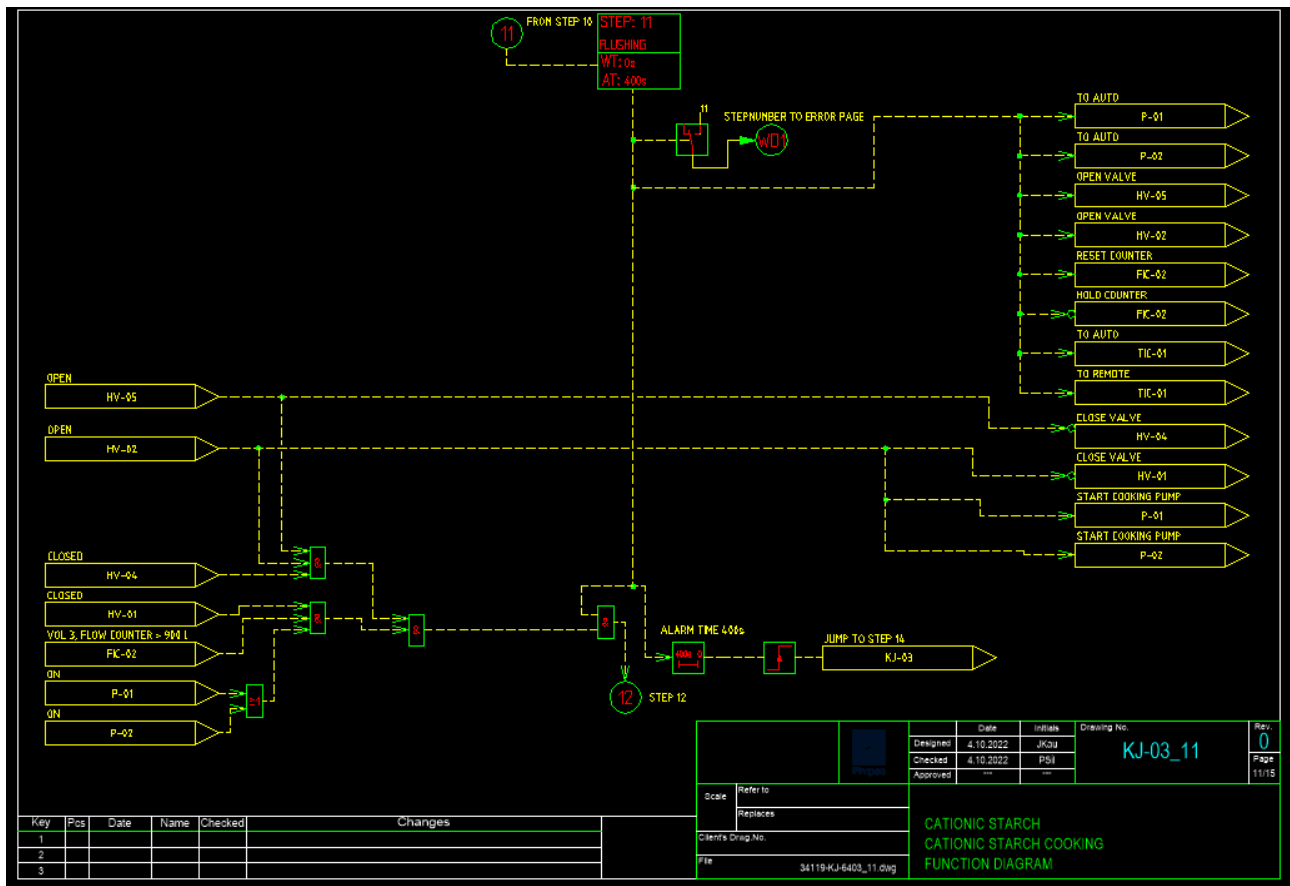 11
FROM STEP 10
STEP: 11
FLUSHING
WT: 0s
AT: 400s
11
STEPNUMBER TO ERROR PAGE
W01
TO AUTO
P-01
TO AUTO
P-02
OPEN VALVE
HV-05
OPEN VALVE
HV-02
RESET COUNTER
FIC-02
HOLD COUNTER
FIC-02
TO AUTO
TIC-01
TO REMOTE
TIC-01
CLOSE VALVE
HV-04
CLOSE VALVE
HV-01
START COOKING PUMP
P-01
START COOKING PUMP
P-02
OPEN
HV-05
OPEN
HV-02
CLOSED
HV-04
CLOSED
HV-01
VOL 3, FLOW COUNTER > 900 L
FIC-02
ON
P-01
ON
P-02
&
&
≥1
&
&
12
STEP 12
ALARM TIME 400s
400s 0
JUMP TO STEP 14
KJ-03
Date Initials
Designed 4.10.2022 JKau
Checked 4.10.2022 PSil
Approved *** ***
Drawing No.
KJ-03_11
Rev.
0
Page
11/15
Scale
Refer to
Replaces
Client's Drwg.No.
File
34119-KJ-6403_11.dwg
CATIONIC STARCH
CATIONIC STARCH COOKING
FUNCTION DIAGRAM
Key Pcs Date Name Checked Changes
1
2
3